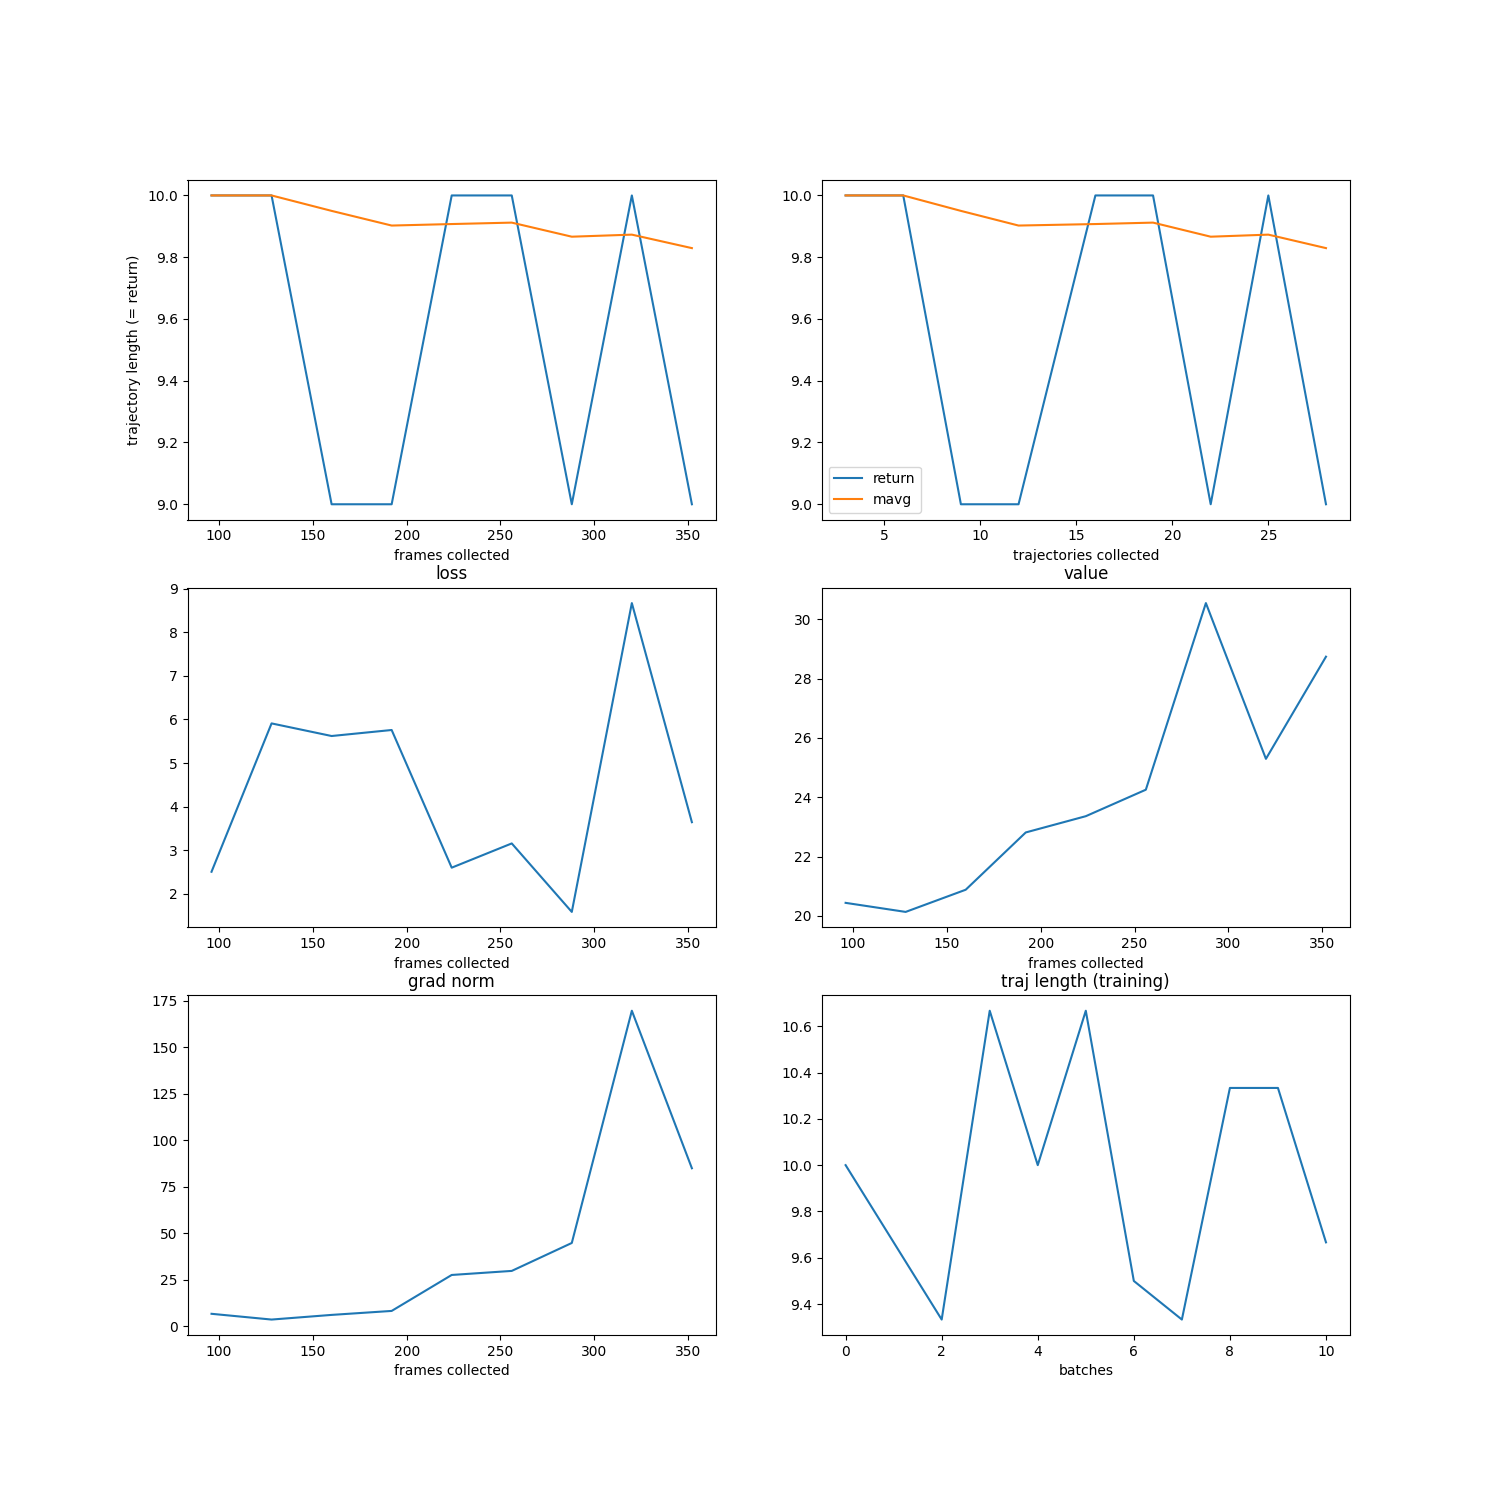 10.0
9.8
9.6
9.4
9.2
9.0
trajectory length (= return)
100 150 200 250 300 350
frames collected
10.0
9.8
9.6
9.4
9.2
9.0
return
mavg
5 10 15 20 25
trajectories collected
loss
9
8
7
6
5
4
3
2
100 150 200 250 300 350
frames collected
value
30
28
26
24
22
20
100 150 200 250 300 350
frames collected
grad norm
175
150
125
100
75
50
25
0
100 150 200 250 300 350
frames collected
traj length (training)
10.6
10.4
10.2
10.0
9.8
9.6
9.4
0 2 4 6 8 10
batches